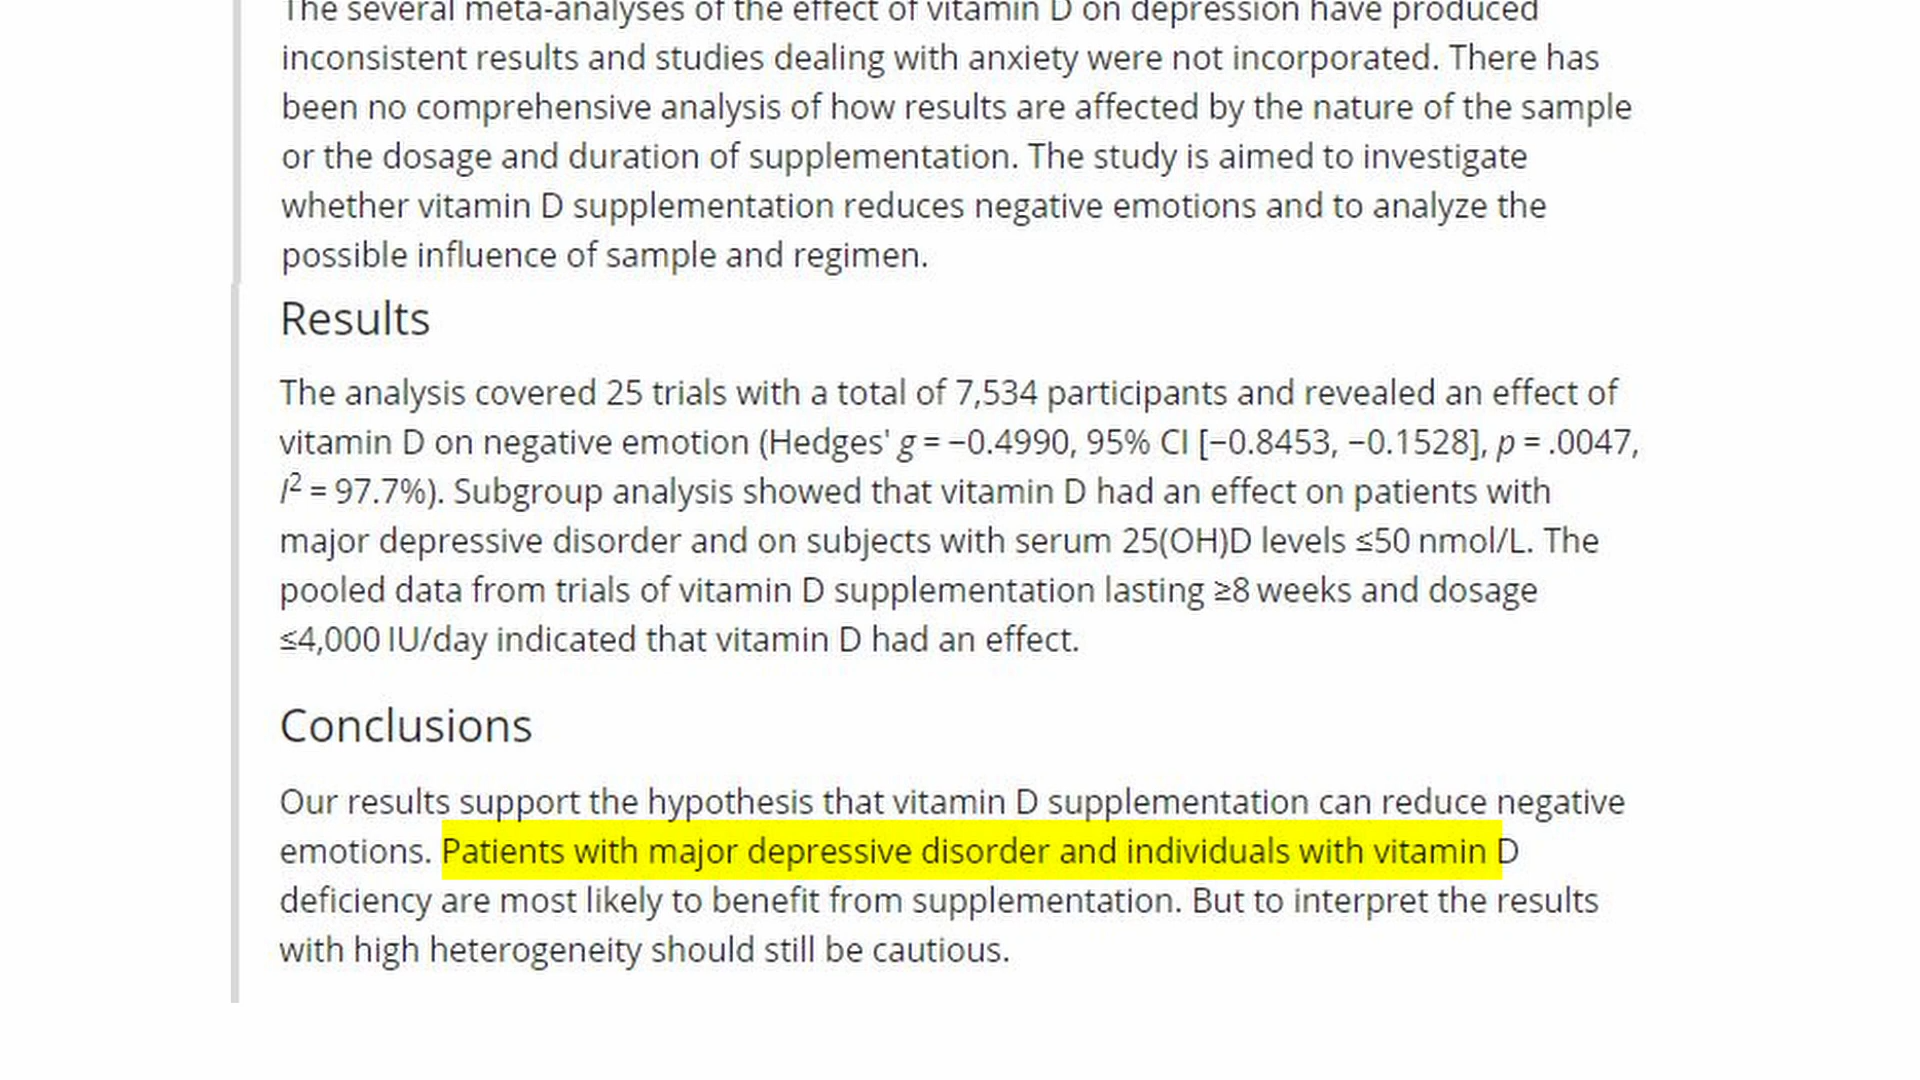 The several meta-analyses of the effect of vitamin D on depression have produced
inconsistent results and studies dealing with anxiety were not incorporated. There has
been no comprehensive analysis of how results are affected by the nature of the sample
or the dosage and duration of supplementation. The study is aimed to investigate
whether vitamin D supplementation reduces negative emotions and to analyze the
possible influence of sample and regimen.
Results
The analysis covered 25 trials with a total of 7,534 participants and revealed an effect of
vitamin D on negative emotion (Hedges' g = −0.4990, 95% CI [−0.8453, −0.1528], p = .0047,
I² = 97.7%). Subgroup analysis showed that vitamin D had an effect on patients with
major depressive disorder and on subjects with serum 25(OH)D levels ≤50 nmol/L. The
pooled data from trials of vitamin D supplementation lasting ≥8 weeks and dosage
≤4,000 IU/day indicated that vitamin D had an effect.
Conclusions
Our results support the hypothesis that vitamin D supplementation can reduce negative
emotions. Patients with major depressive disorder and individuals with vitamin D
deficiency are most likely to benefit from supplementation. But to interpret the results
with high heterogeneity should still be cautious.